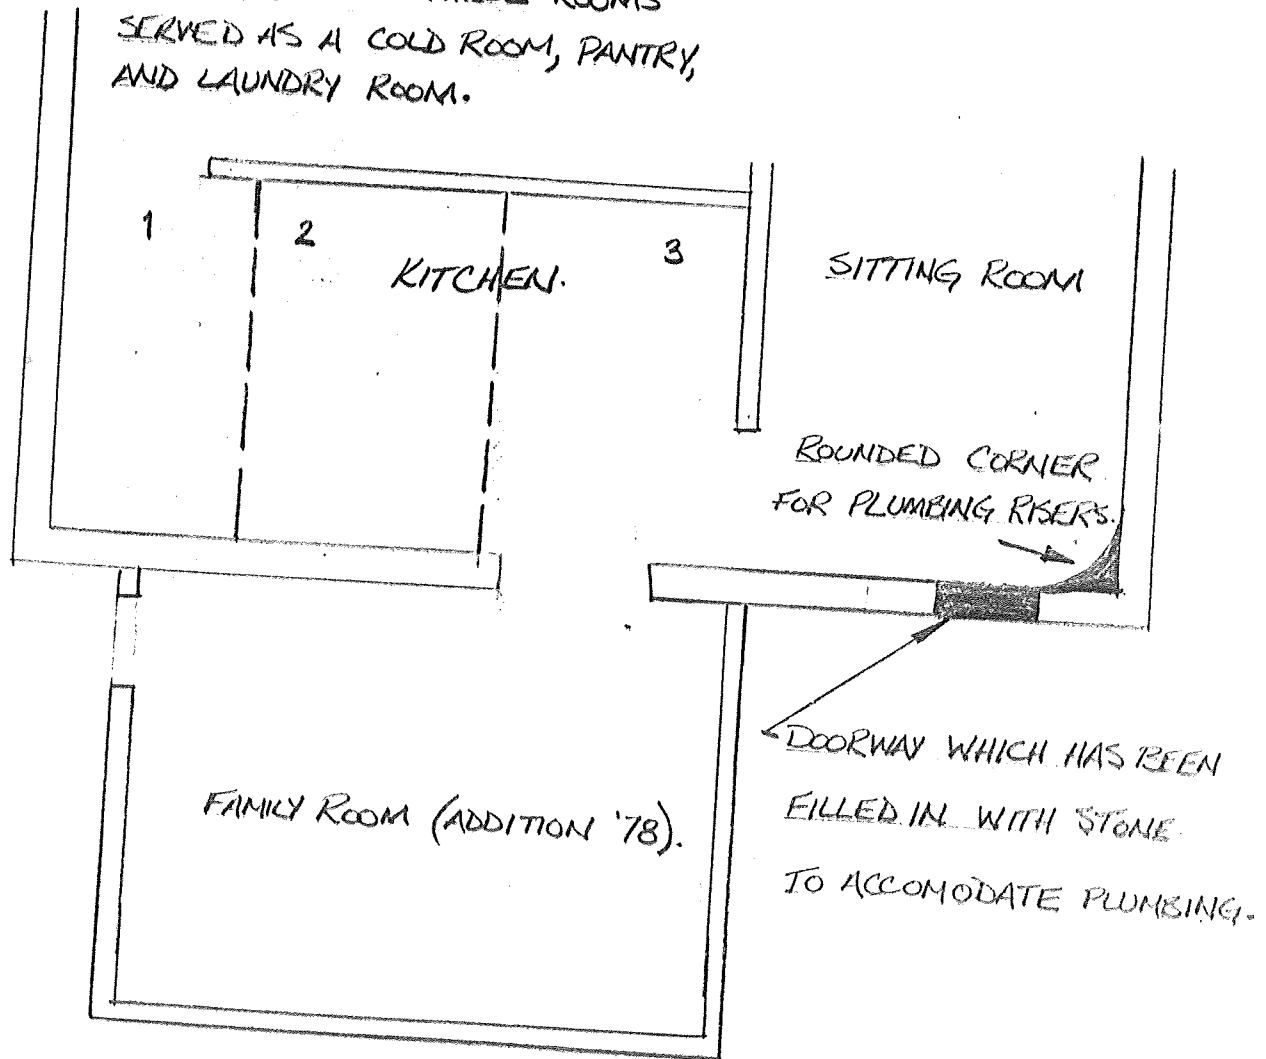 ROOMS
SERVED AS A COLD ROOM, PANTRY,
AND LAUNDRY ROOM.
1
2
3
KITCHEN.
SITTING ROOM
ROUNDED CORNER
FOR PLUMBING RISERS.
DOORWAY WHICH HAS BEEN
FILLED IN WITH STONE
TO ACCOMODATE PLUMBING.
FAMILY ROOM (ADDITION '78).